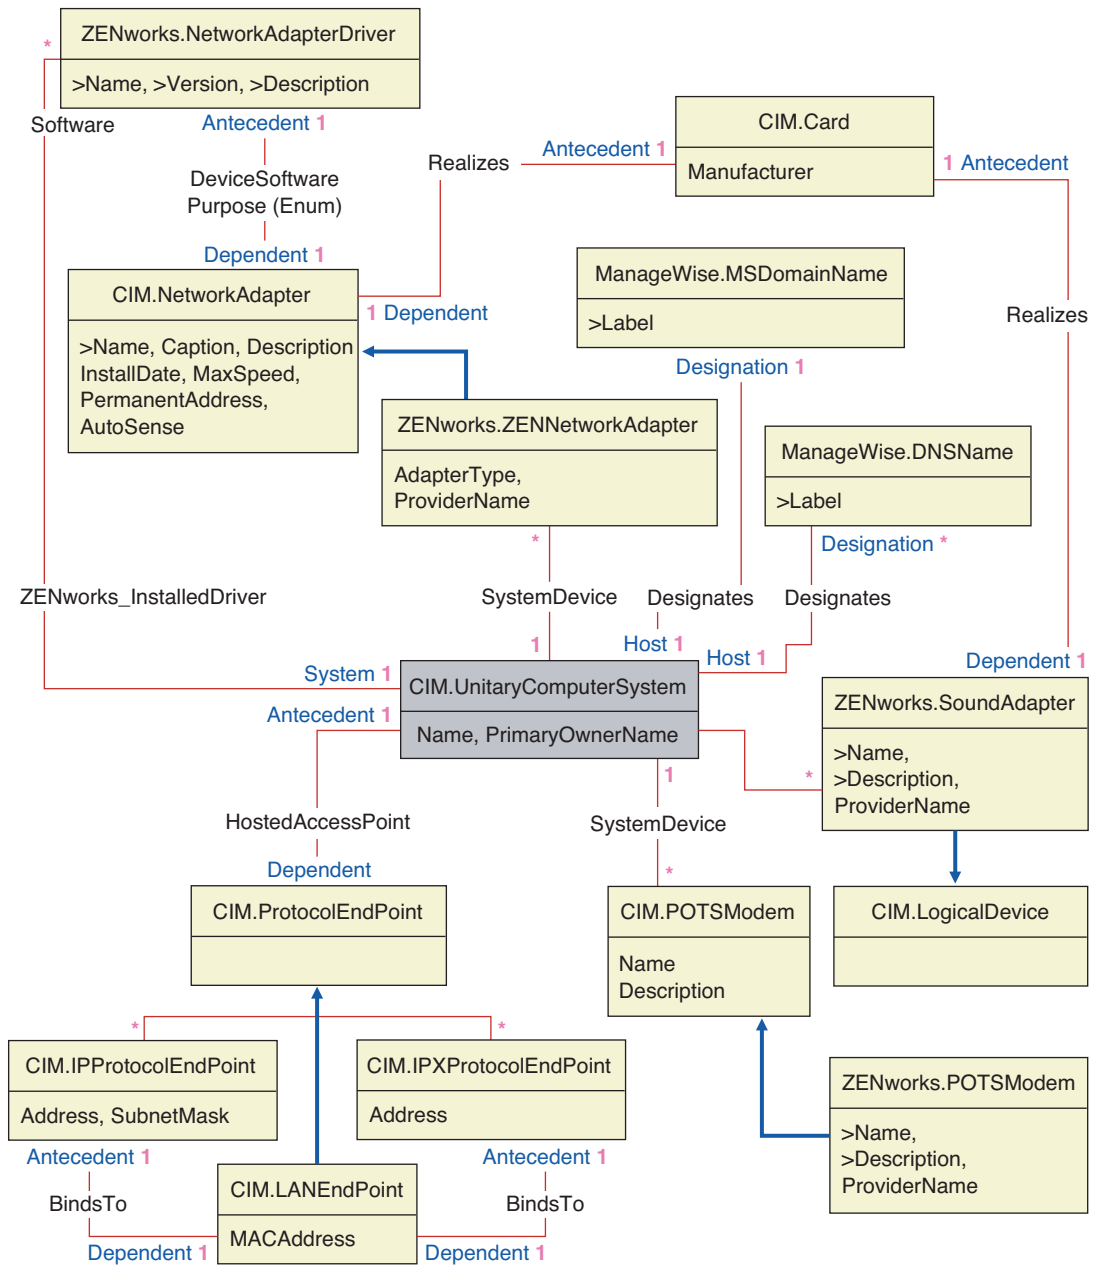 ZENworks.NetworkAdapterDriver
*
>Name, >Version, >Description
Software
Antecedent 1
DeviceSoftware
Purpose (Enum)
Dependent 1
CIM.Card
Manufacturer
Antecedent 1
Realizes
1 Antecedent
Realizes
CIM.NetworkAdapter
>Name, Caption, Description
InstallDate, MaxSpeed,
PermanentAddress,
AutoSense
1 Dependent
ManageWise.MSDomainName
>Label
Designation 1
ZENworks.ZENNetworkAdapter
AdapterType,
ProviderName
*
ManageWise.DNSName
>Label
Designation *
ZENworks_InstalledDriver
SystemDevice
Designates
Designates
1
Host 1
Host 1
Dependent 1
System 1
Antecedent 1
CIM.UnitaryComputerSystem
Name, PrimaryOwnerName
ZENworks.SoundAdapter
>Name,
>Description,
ProviderName
*
1
HostedAccessPoint
SystemDevice
Dependent
*
CIM.ProtocolEndPoint
CIM.POTSModem
Name
Description
CIM.LogicalDevice
*
*
CIM.IPProtocolEndPoint
Address, SubnetMask
CIM.IPXProtocolEndPoint
Address
ZENworks.POTSModem
>Name,
>Description,
ProviderName
Antecedent 1
Antecedent 1
BindsTo
BindsTo
CIM.LANEndPoint
MACAddress
Dependent 1
Dependent 1